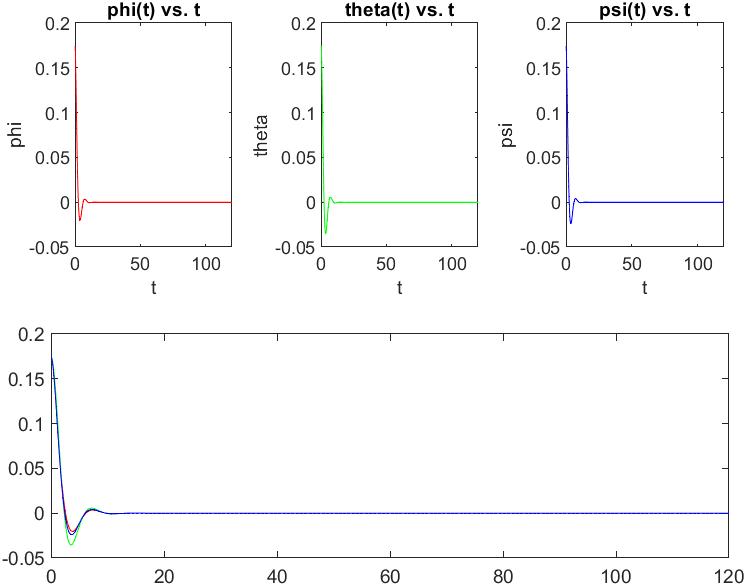 phi(t) vs. t theta(t) vs. t psi(t) vs. t
0.2 0.2 0.2
0.15 0.15 0.15
0.1 0.1 0.1
phi theta psi
0.05 0.05 0.05
0 0 0
-0.05 -0.05 -0.05
0 50 100 0 50 100 0 50 100
t t t
0.2
0.15
0.1
0.05
0
-0.05
0 20 40 60 80 100 120